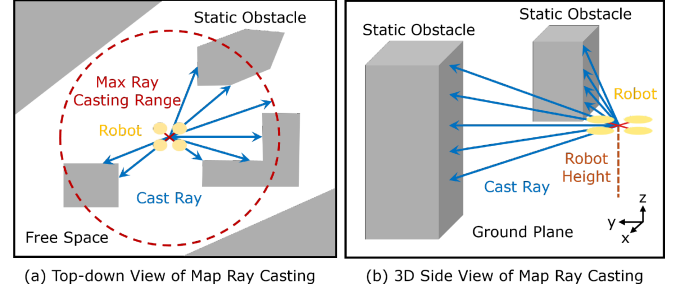 Static Obstacle
Max Ray
Casting Range
Robot
Cast Ray
Free Space
(a) Top-down View of Map Ray Casting
Static Obstacle
Static Obstacle
Robot
Robot
Height
Cast Ray
Ground Plane
z
y
x
(b) 3D Side View of Map Ray Casting